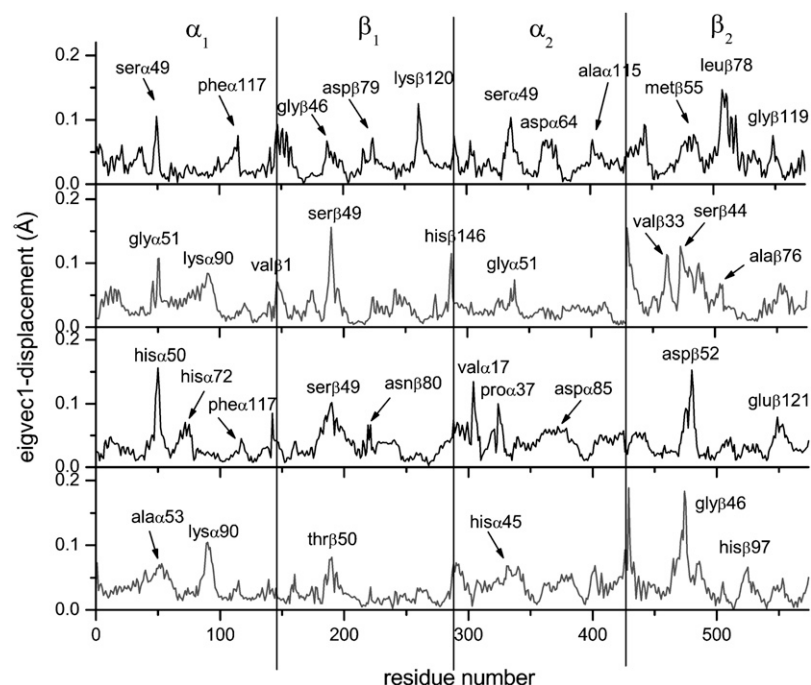 α1 β1 α2 β2
eigvec1-displacement (Å)
0.2
0.1
0.0
serα49
pheα117
glyβ46
aspβ79
lysβ120
serα49
aspα64
alaα115
metβ55
leuβ78
glyβ119
0.2
0.1
0.0
glyα51
lysα90
valβ1
serβ49
hisβ146
glyα51
valβ33
serβ44
alaβ76
0.2
0.1
0.0
hisα50
hisα72
pheα117
serβ49
asnβ80
valα17
proα37
aspα85
aspβ52
gluβ121
0.2
0.1
0.0
alaα53
lysα90
thrβ50
hisα45
glyβ46
hisβ97
0 100 200 300 400 500
residue number